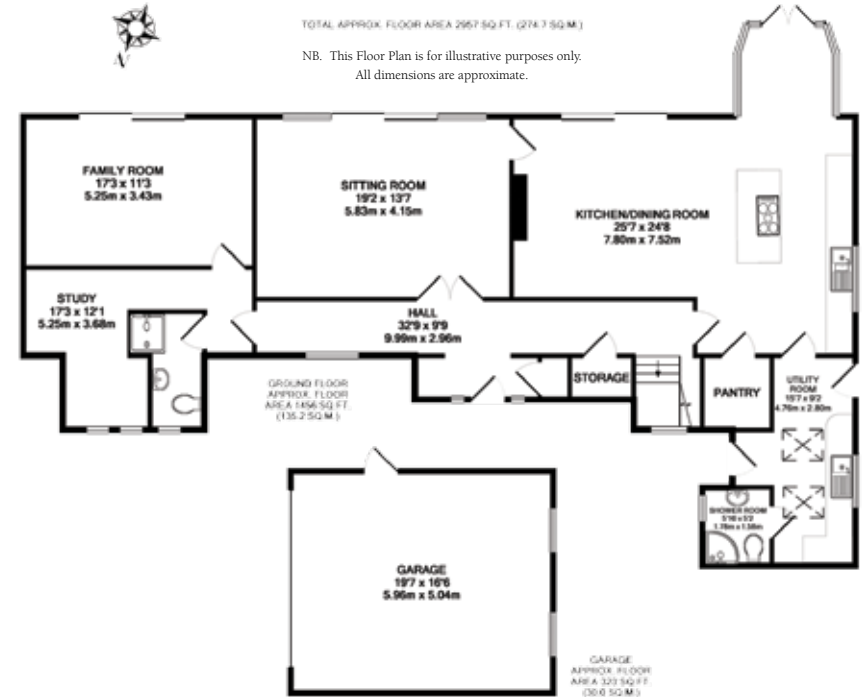 TOTAL APPROX. FLOOR AREA 2957 SQ.FT. (274.7 SQ.M.)
NB. This Floor Plan is for illustrative purposes only.
All dimensions are approximate.
N
FAMILY ROOM
17'3 x 11'3
5.25m x 3.43m
SITTING ROOM
19'2 x 13'7
5.83m x 4.15m
KITCHEN/DINING ROOM
25'7 x 24'8
7.80m x 7.52m
STUDY
17'3 x 12'1
5.25m x 3.68m
HALL
32'9 x 9'9
9.99m x 2.96m
STORAGE
PANTRY
UTILITY
ROOM
15'7 x 9'2
4.76m x 2.80m
GROUND FLOOR
APPROX. FLOOR
AREA 1456 SQ.FT.
(135.2 SQ.M.)
SHOWER ROOM
5'10 x 5'2
1.78m x 1.58m
GARAGE
19'7 x 16'6
5.96m x 5.04m
GARAGE
APPROX. FLOOR
AREA 323 SQ.FT.
(30.0 SQ.M.)